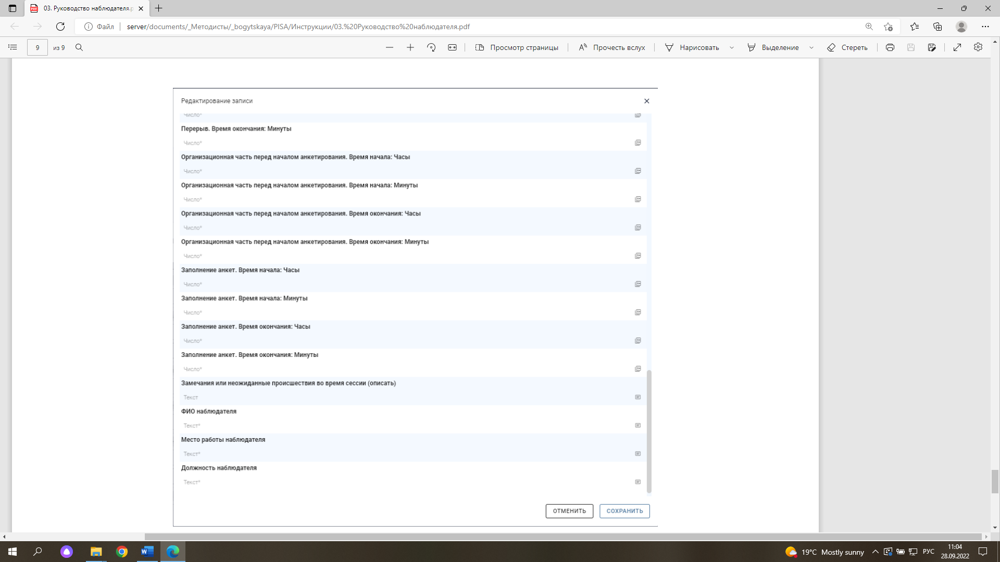 03. Руководство наблюдателя.p
Файл
server/documents/_Методисты/_bogytskaya/PISA/Инструкции/03.%20Руководство%20наблюдателя.pdf
9 из 9
Просмотр страницы
Прочесть вслух
Нарисовать
Выделение
Стереть
Редактирование записи
Число*
Перерыв. Время окончания: Минуты
Число*
Организационная часть перед началом анкетирования. Время начала: Часы
Число*
Организационная часть перед началом анкетирования. Время начала: Минуты
Число*
Организационная часть перед началом анкетирования. Время окончания: Часы
Число*
Организационная часть перед началом анкетирования. Время окончания: Минуты
Число*
Заполнение анкет. Время начала: Часы
Число*
Заполнение анкет. Время начала: Минуты
Число*
Заполнение анкет. Время окончания: Часы
Число*
Заполнение анкет. Время окончания: Минуты
Число*
Замечания или неожиданные происшествия во время сессии (описать)
Текст
ФИО наблюдателя
Текст*
Место работы наблюдателя
Текст*
Должность наблюдателя
Текст*
ОТМЕНИТЬ
СОХРАНИТЬ
19°C Mostly sunny
РУС
11:04
28.09.2022